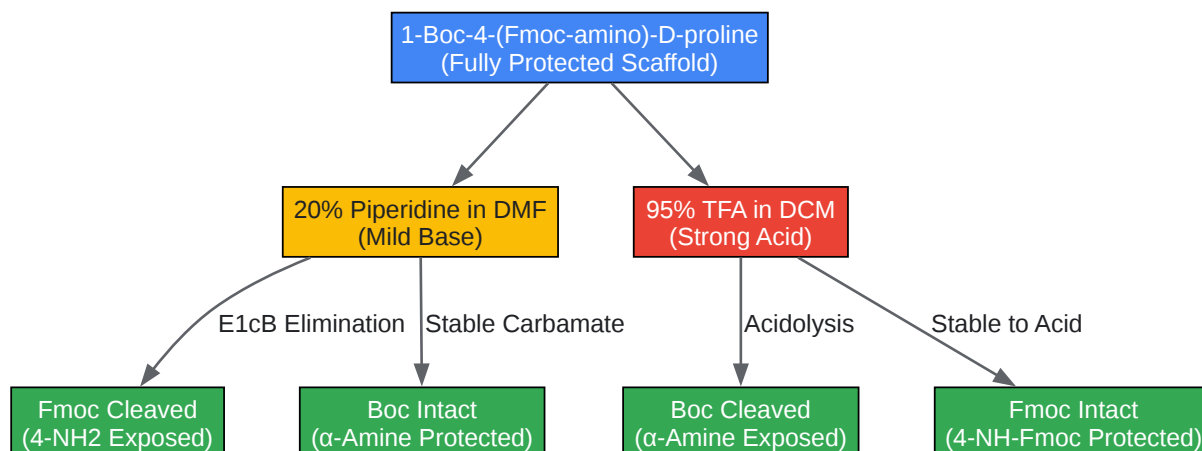 1-Boc-4-(Fmoc-amino)-D-proline
(Fully Protected Scaffold)
20% Piperidine in DMF
(Mild Base)
95% TFA in DCM
(Strong Acid)
E1cB Elimination
Stable Carbamate
Acidolysis
Stable to Acid
Fmoc Cleaved
(4-NH2 Exposed)
Boc Intact
(α-Amine Protected)
Boc Cleaved
(α-Amine Exposed)
Fmoc Intact
(4-NH-Fmoc Protected)